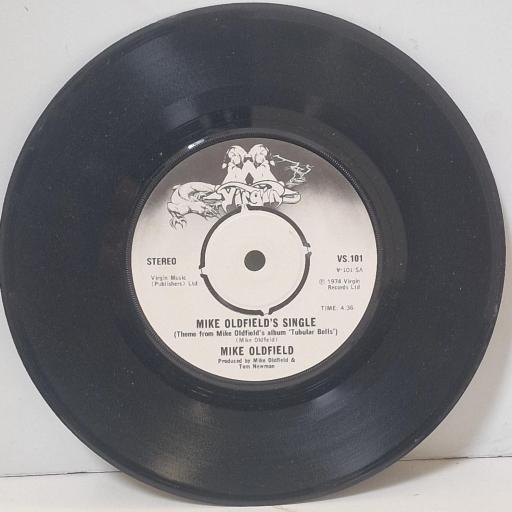 Virgin
STEREO
VS.101
VS 101 A
Virgin Music
(Publishers) Ltd
℗ 1974 Virgin
Records Ltd
TIME: 4.36
MIKE OLDFIELD'S SINGLE
(Theme from Mike Oldfield's album 'Tubular Bells')
(Mike Oldfield)
MIKE OLDFIELD
Produced by Mike Oldfield &
Tom Newman